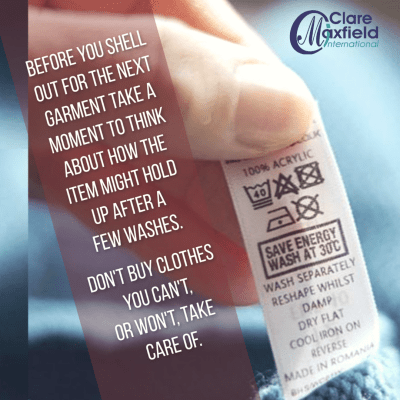 Clare
Maxfield
International
BEFORE YOU SHELL
OUT FOR THE NEXT
GARMENT TAKE A
MOMENT TO THINK
ABOUT HOW THE
ITEM MIGHT HOLD
UP AFTER A
FEW WASHES.
DON'T BUY CLOTHES
YOU CAN'T,
OR WON'T, TAKE
CARE OF.
100% ACRYLIC
40
SAVE ENERGY
WASH AT 30°C
WASH SEPARATELY
RESHAPE WHILST
DAMP
DRY FLAT
COOL IRON ON
REVERSE
MADE IN ROMANIA